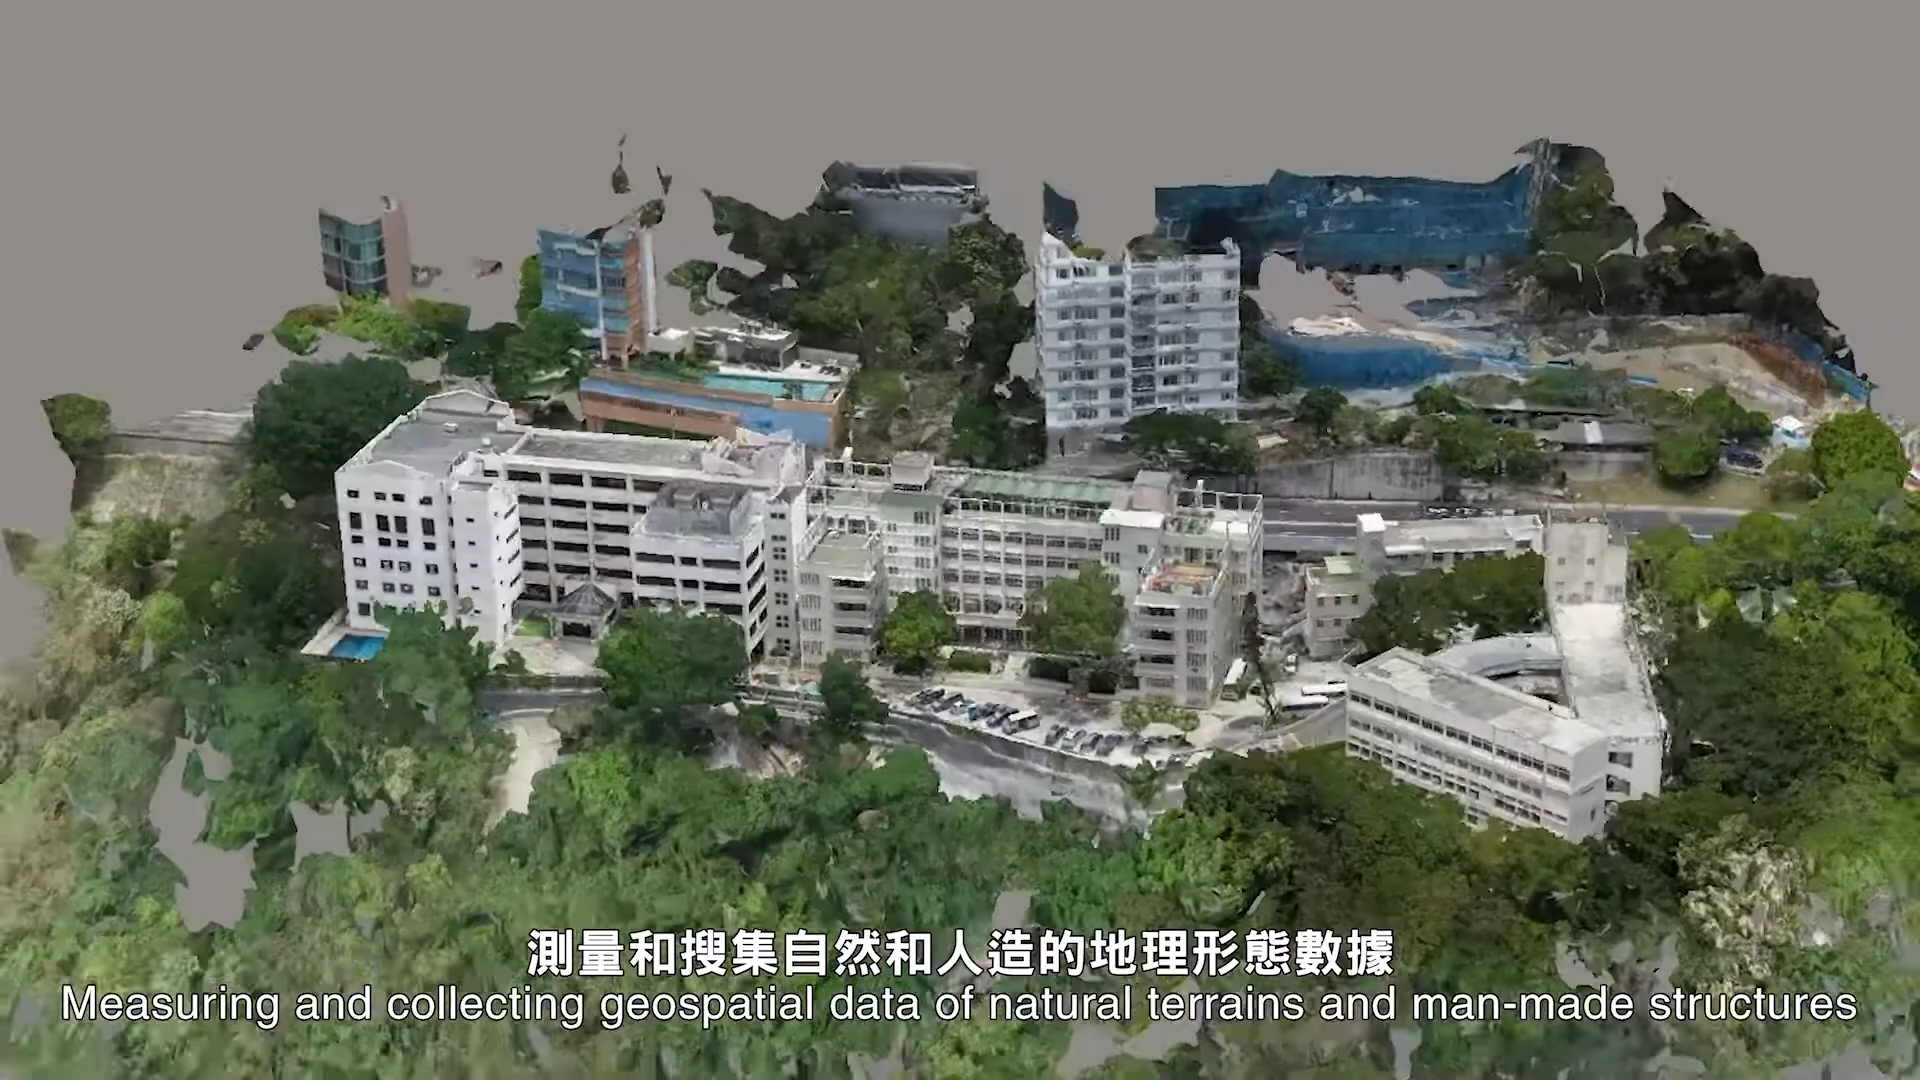 測量和搜集自然和人造的地理形態數據
Measuring and collecting geospatial data of natural terrains and man-made structures